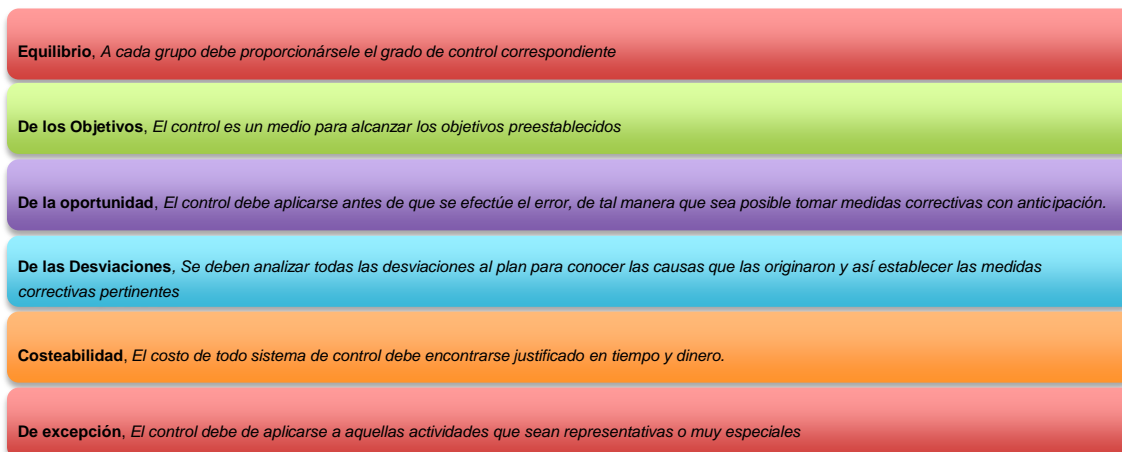 Equilibrio, A cada grupo debe proporcionársele el grado de control correspondiente
De los Objetivos, El control es un medio para alcanzar los objetivos preestablecidos
De la oportunidad, El control debe aplicarse antes de que se efectúe el error, de tal manera que sea posible tomar medidas correctivas con anticipación.
De las Desviaciones, Se deben analizar todas las desviaciones al plan para conocer las causas que las originaron y así establecer las medidas
correctivas pertinentes
Costeabilidad, El costo de todo sistema de control debe encontrarse justificado en tiempo y dinero.
De excepción, El control debe de aplicarse a aquellas actividades que sean representativas o muy especiales